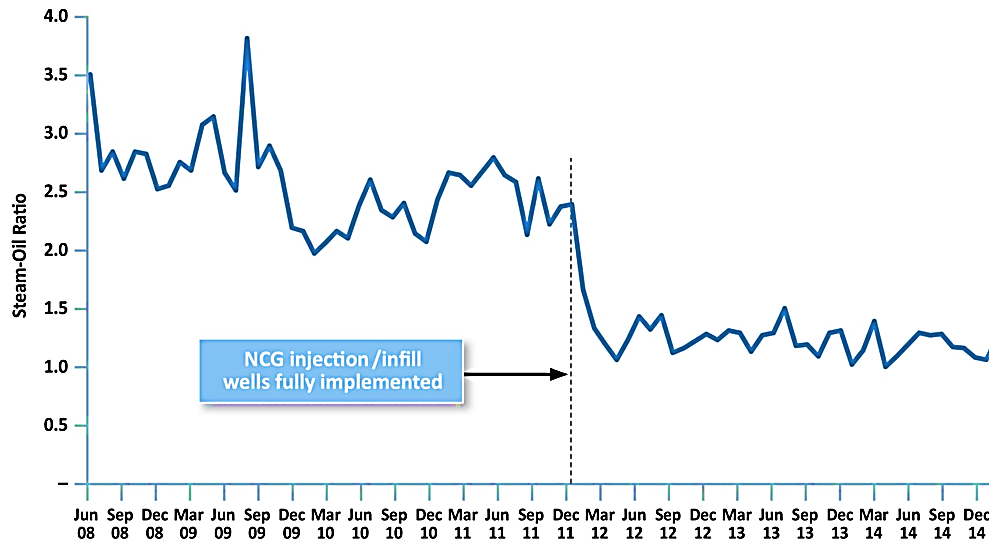 4.0
3.5
3.0
2.5
2.0
1.5
1.0
0.5
–
Steam-Oil Ratio
NCG injection/infill
wells fully implemented
Jun Sep Dec Mar Jun Sep Dec Mar Jun Sep Dec Mar Jun Sep Dec Mar Jun Sep Dec Mar Jun Sep Dec Mar Jun Sep Dec
08 08 08 09 09 09 09 10 10 10 10 11 11 11 11 12 12 12 12 13 13 13 13 14 14 14 14